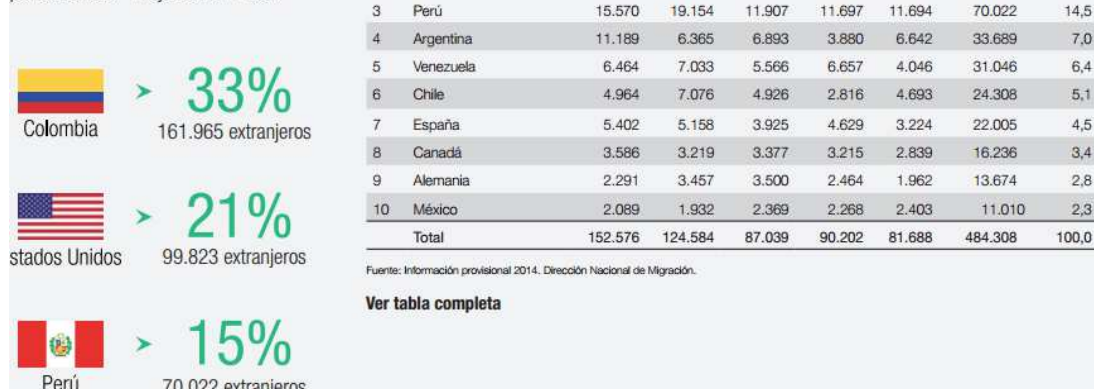 33%
Colombia
161.965 extranjeros
21%
stados Unidos
99.823 extranjeros
15%
Perú
70.022 extranjeros
3 Perú 15.570 19.154 11.907 11.697 11.694 70.022 14,5
4 Argentina 11.189 6.365 6.893 3.880 6.642 33.689 7,0
5 Venezuela 6.464 7.033 5.566 6.657 4.046 31.046 6,4
6 Chile 4.964 7.076 4.926 2.816 4.693 24.308 5,1
7 España 5.402 5.158 3.925 4.629 3.224 22.005 4,5
8 Canadá 3.586 3.219 3.377 3.215 2.839 16.236 3,4
9 Alemania 2.291 3.457 3.500 2.464 1.962 13.674 2,8
10 México 2.089 1.932 2.369 2.268 2.403 11.010 2,3
Total 152.576 124.584 87.039 90.202 81.688 484.308 100,0
Fuente: Información provisional 2014. Dirección Nacional de Migración.
Ver tabla completa